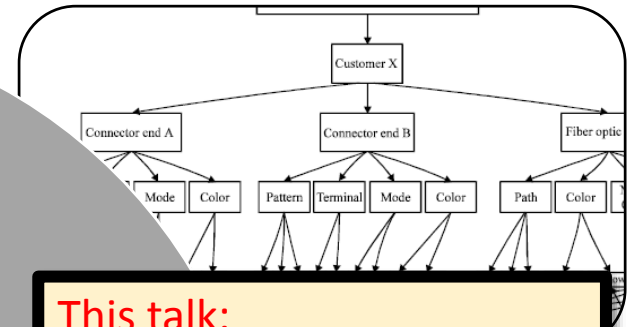 Customer X
Connector end A Connector end B Fiber optic
Mode Color Pattern Terminal Mode Color Path Color
This talk: